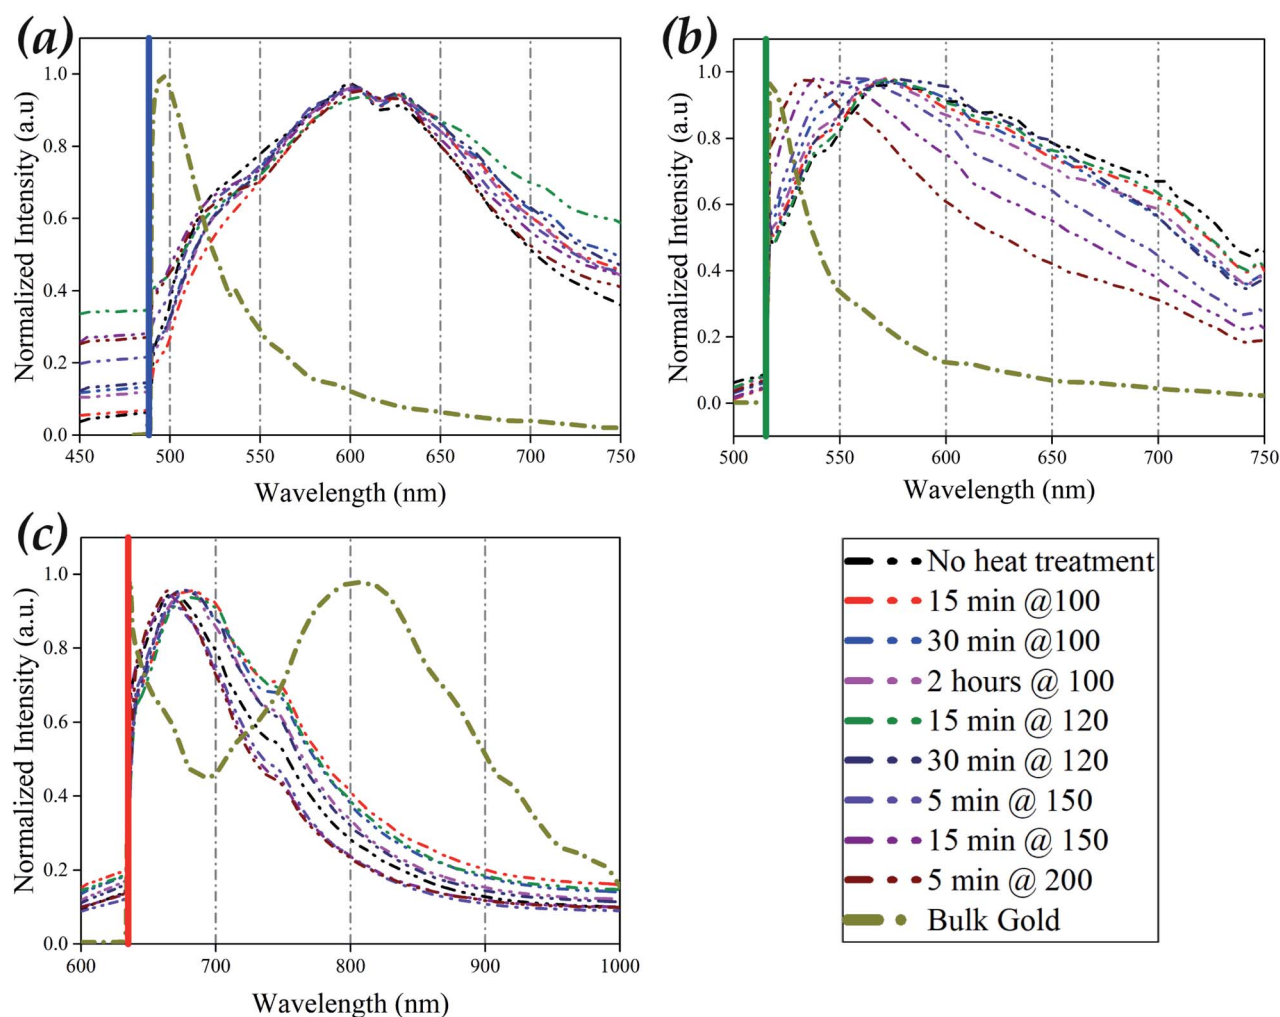 (a)
Normalized Intensity (a.u)
1.0
0.8
0.6
0.4
0.2
0.0
450 500 550 600 650 700 750
Wavelength (nm)
(b)
Normalized Intensity (a.u)
1.0
0.8
0.6
0.4
0.2
0.0
500 550 600 650 700 750
Wavelength (nm)
(c)
Normalized Intensity (a.u.)
1.0
0.8
0.6
0.4
0.2
0.0
600 700 800 900 1000
Wavelength (nm)
No heat treatment
15 min @100
30 min @100
2 hours @ 100
15 min @ 120
30 min @ 120
5 min @ 150
15 min @ 150
5 min @ 200
Bulk Gold